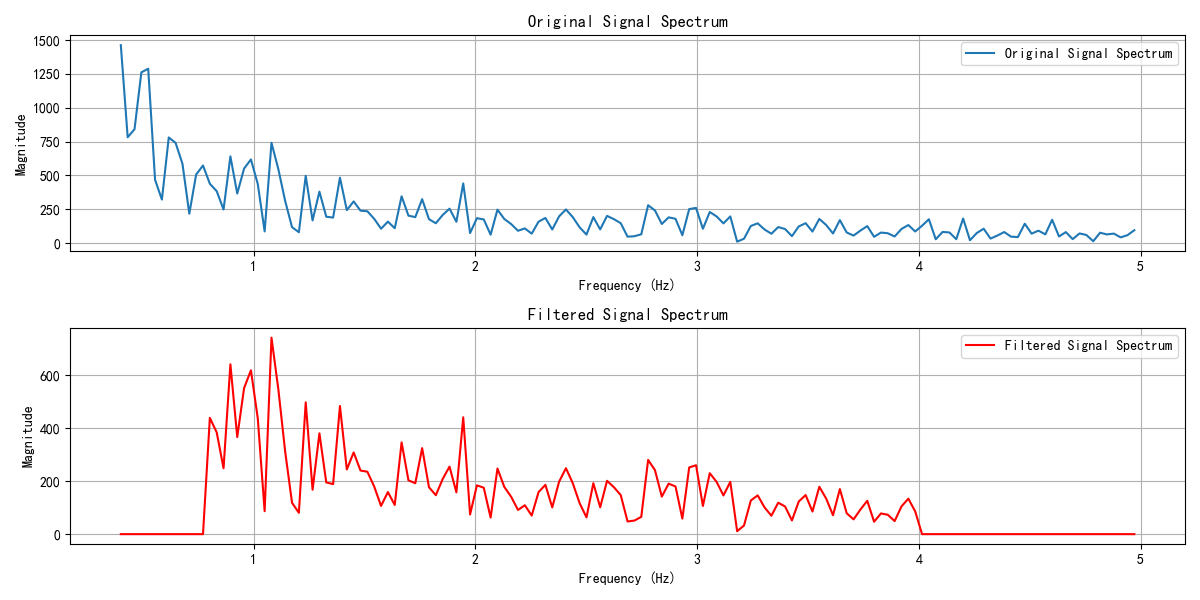 Original Signal Spectrum
1500
1250
1000
750
500
250
0
Magnitude
Original Signal Spectrum
1 2 3 4 5
Frequency (Hz)
Filtered Signal Spectrum
600
400
200
0
Magnitude
Filtered Signal Spectrum
1 2 3 4 5
Frequency (Hz)